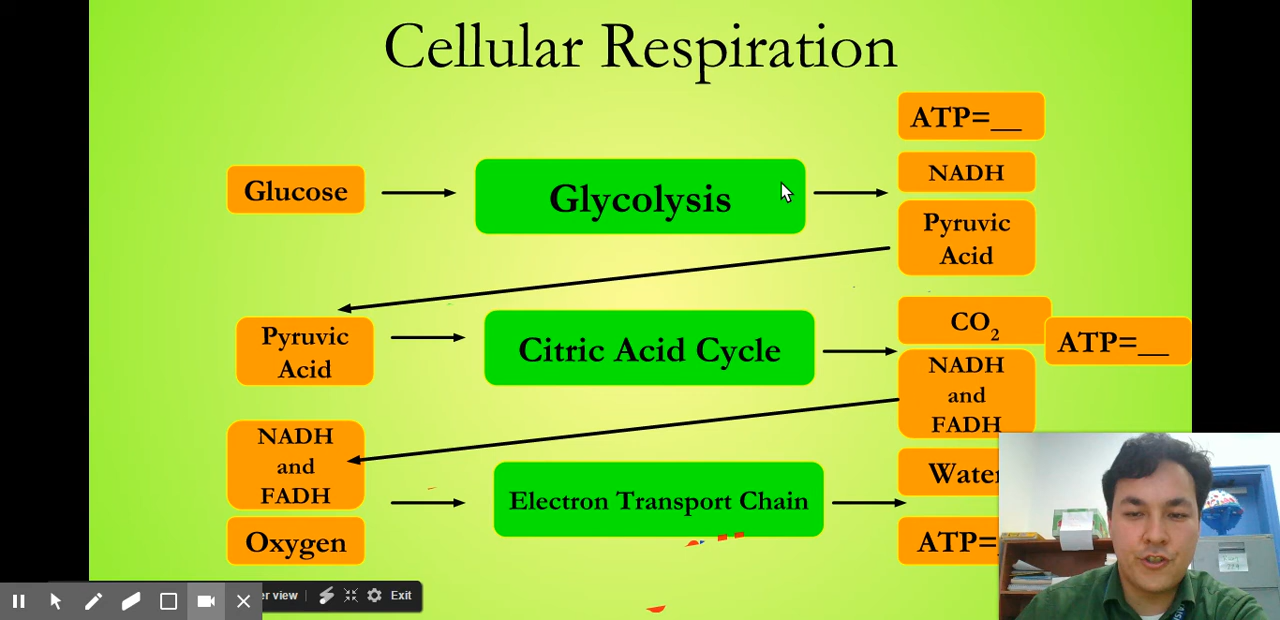 Cellular Respiration
ATP=__
Glucose
Glycolysis
NADH
Pyruvic
Acid
Pyruvic
Acid
Citric Acid Cycle
CO2
ATP=__
NADH
and
FADH
NADH
and
FADH
Oxygen
Electron Transport Chain
Water
ATP=
er view
Exit